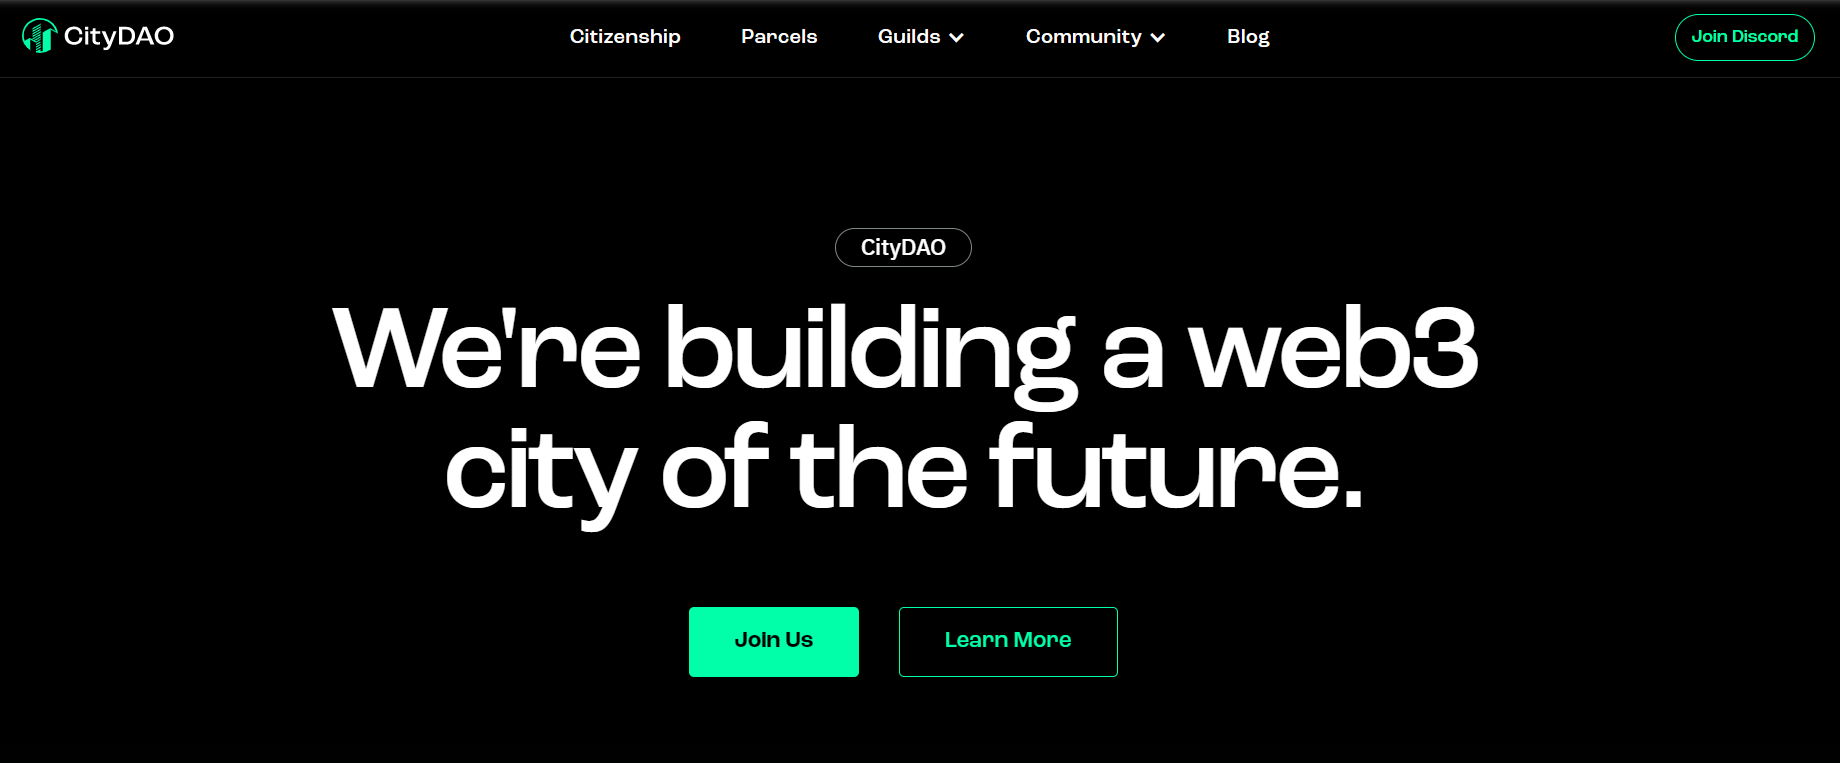 CityDAO
Citizenship
Parcels
Guilds
Community
Blog
Join Discord
CityDAO
We're building a web3
city of the future.
Join Us
Learn More